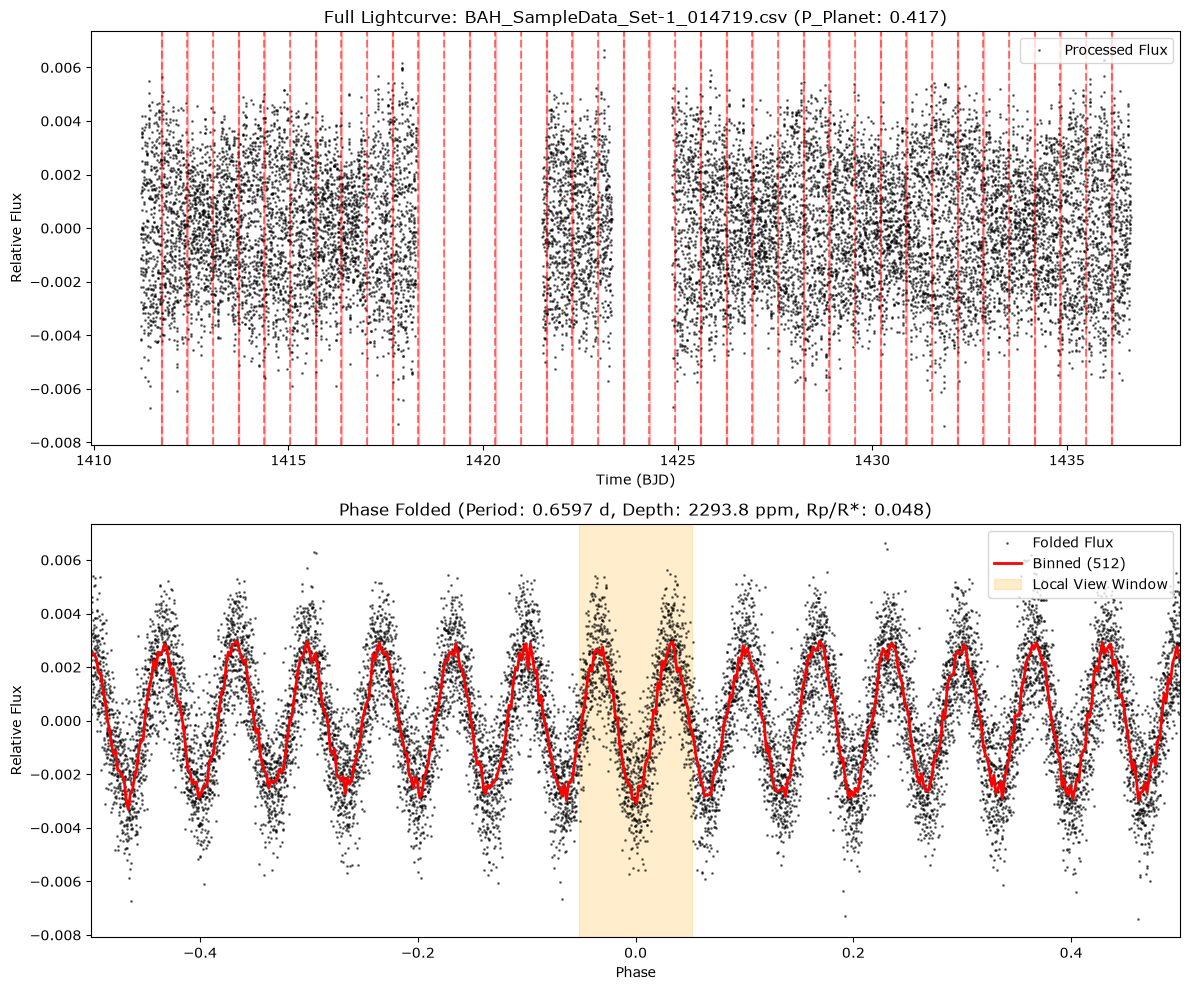 Full Lightcurve: BAH_SampleData_Set-1_014719.csv (P_Planet: 0.417)
Processed Flux
0.006
0.004
0.002
0.000
−0.002
−0.004
−0.006
−0.008
Relative Flux
1410
1415
1420
1425
1430
1435
Time (BJD)
Phase Folded (Period: 0.6597 d, Depth: 2293.8 ppm, Rp/R*: 0.048)
Folded Flux
Binned (512)
Local View Window
0.006
0.004
0.002
0.000
−0.002
−0.004
−0.006
−0.008
Relative Flux
−0.4
−0.2
0.0
0.2
0.4
Phase